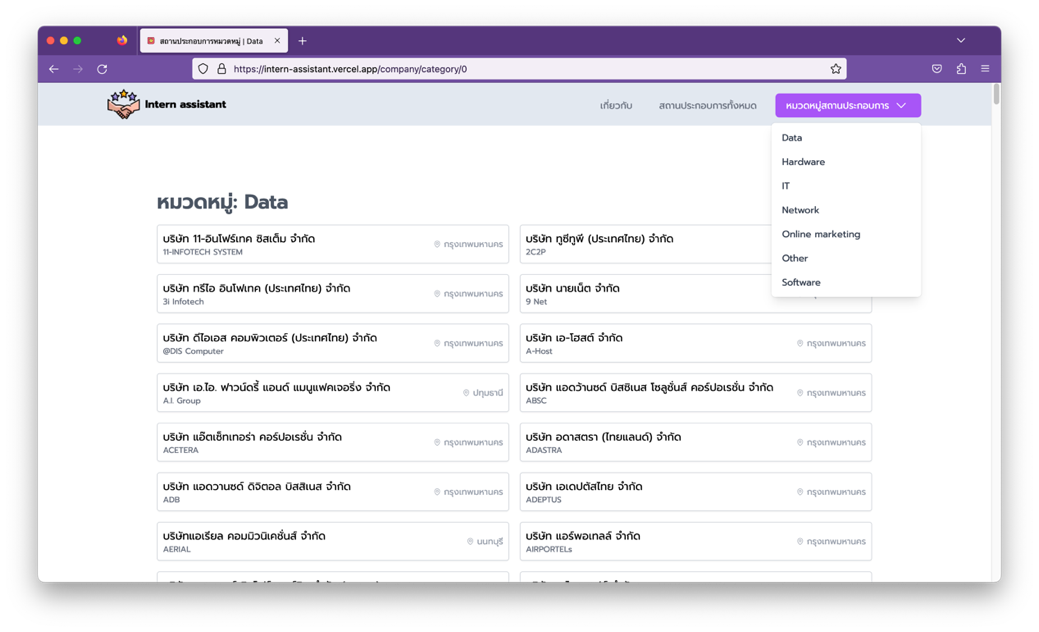 สถานประกอบการหมวดหมู่ | Data
https://intern-assistant.vercel.app/company/category/0
Intern assistant
เกี่ยวกับ
สถานประกอบการทั้งหมด
หมวดหมู่สถานประกอบการ
Data
Hardware
IT
Network
Online marketing
Other
Software
หมวดหมู่: Data
บริษัท 11-อินโฟร์เทค ซิสเต็ม จำกัด
11-INFOTECH SYSTEM
กรุงเทพมหานคร
บริษัท ทูซีทูพี (ประเทศไทย) จำกัด
2C2P
บริษัท ทรีไอ อินโฟเทค (ประเทศไทย) จำกัด
3i Infotech
กรุงเทพมหานคร
บริษัท นายเน็ต จำกัด
9 Net
บริษัท ดีไอเอส คอมพิวเตอร์ (ประเทศไทย) จำกัด
@DIS Computer
กรุงเทพมหานคร
บริษัท เอ-โฮสต์ จำกัด
A-Host
กรุงเทพมหานคร
บริษัท เอ.ไอ. ฟาวน์ดรี้ แอนด์ แมนูแฟคเจอริ่ง จำกัด
A.I. Group
ปทุมธานี
บริษัท แอดว้านซด์ บิสซิเนส โซลูชั่นส์ คอร์ปอเรชั่น จำกัด
ABSC
กรุงเทพมหานคร
บริษัท แอ๊ตเซ็ทเทอร่า คอร์ปอเรชั่น จำกัด
ACETERA
กรุงเทพมหานคร
บริษัท อดาสตรา (ไทยแลนด์) จำกัด
ADASTRA
กรุงเทพมหานคร
บริษัท แอดวานซด์ ดิจิตอล บิสสิเนส จำกัด
ADB
กรุงเทพมหานคร
บริษัท เอเดปตัสไทย จำกัด
ADEPTUS
กรุงเทพมหานคร
บริษัทแอเรียล คอมมิวนิเคชั่นส์ จำกัด
AERIAL
นนทบุรี
บริษัท แอร์พอเทลล์ จำกัด
AIRPORTELs
กรุงเทพมหานคร